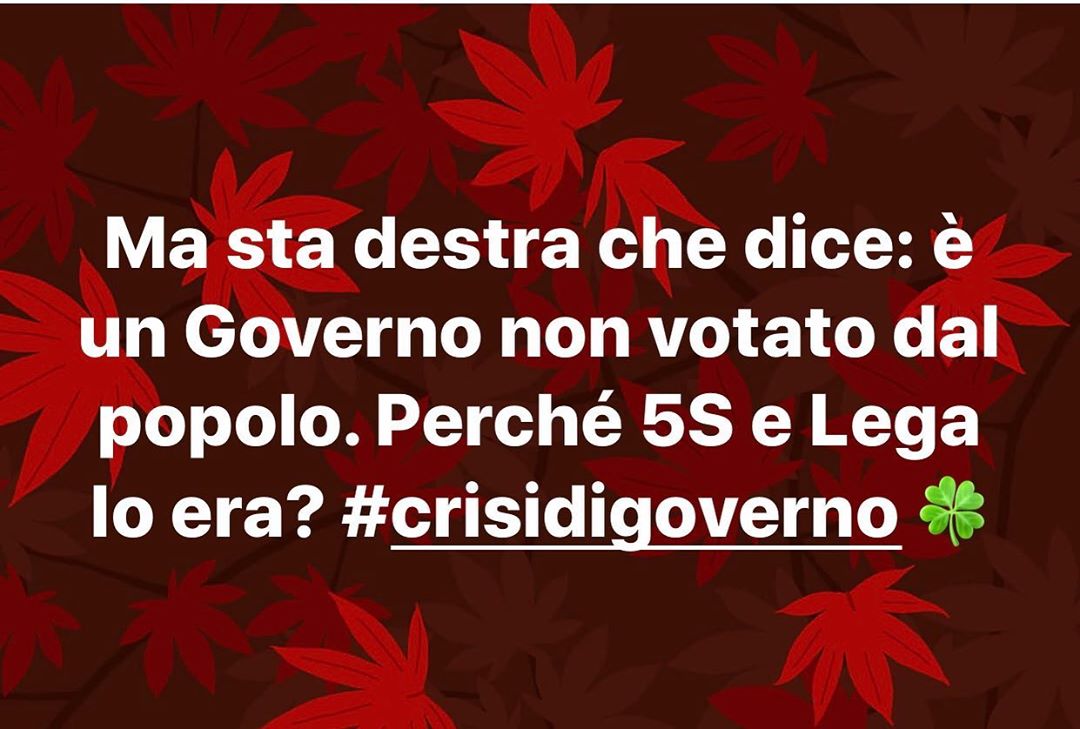 Ma sta destra che dice: è
un Governo non votato dal
popolo. Perché 5S e Lega
lo era? #crisidigoverno 🍀